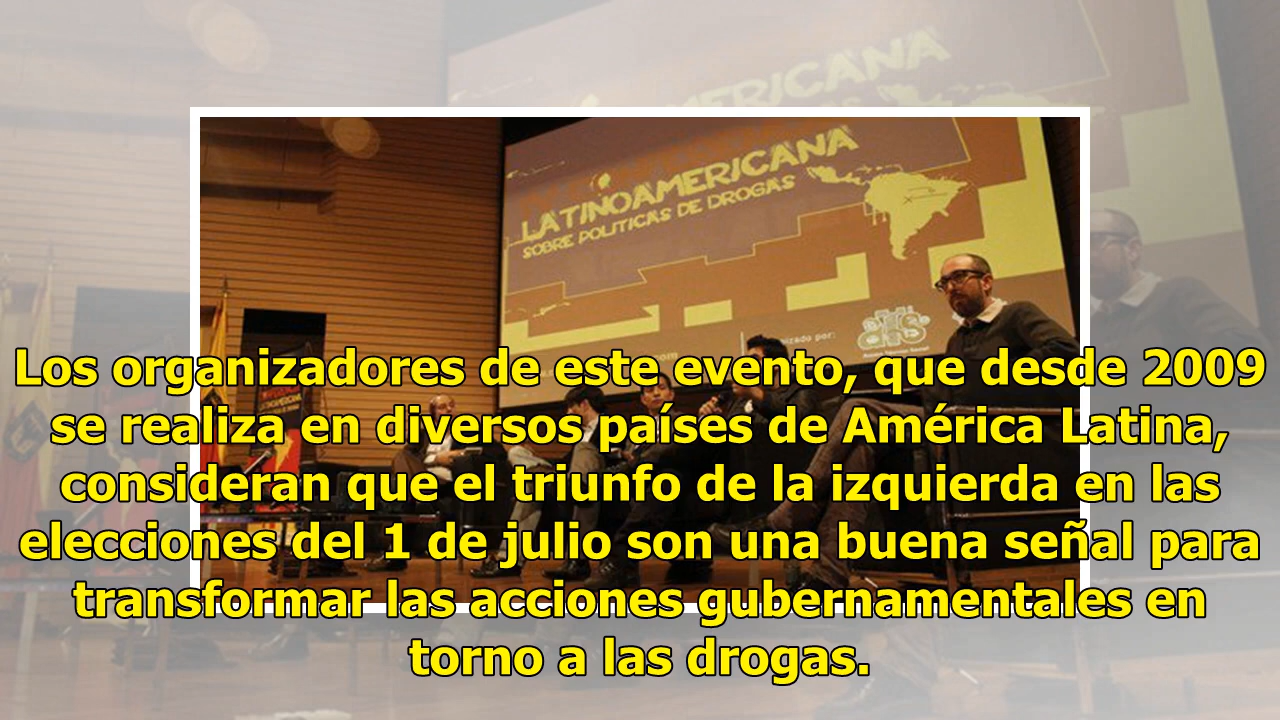 LATINOAMERICANA
SOBRE POLITICAS DE DROGAS
Los organizadores de este evento, que desde 2009
se realiza en diversos países de América Latina,
consideran que el triunfo de la izquierda en las
elecciones del 1 de julio son una buena señal para
transformar las acciones gubernamentales en
torno a las drogas.